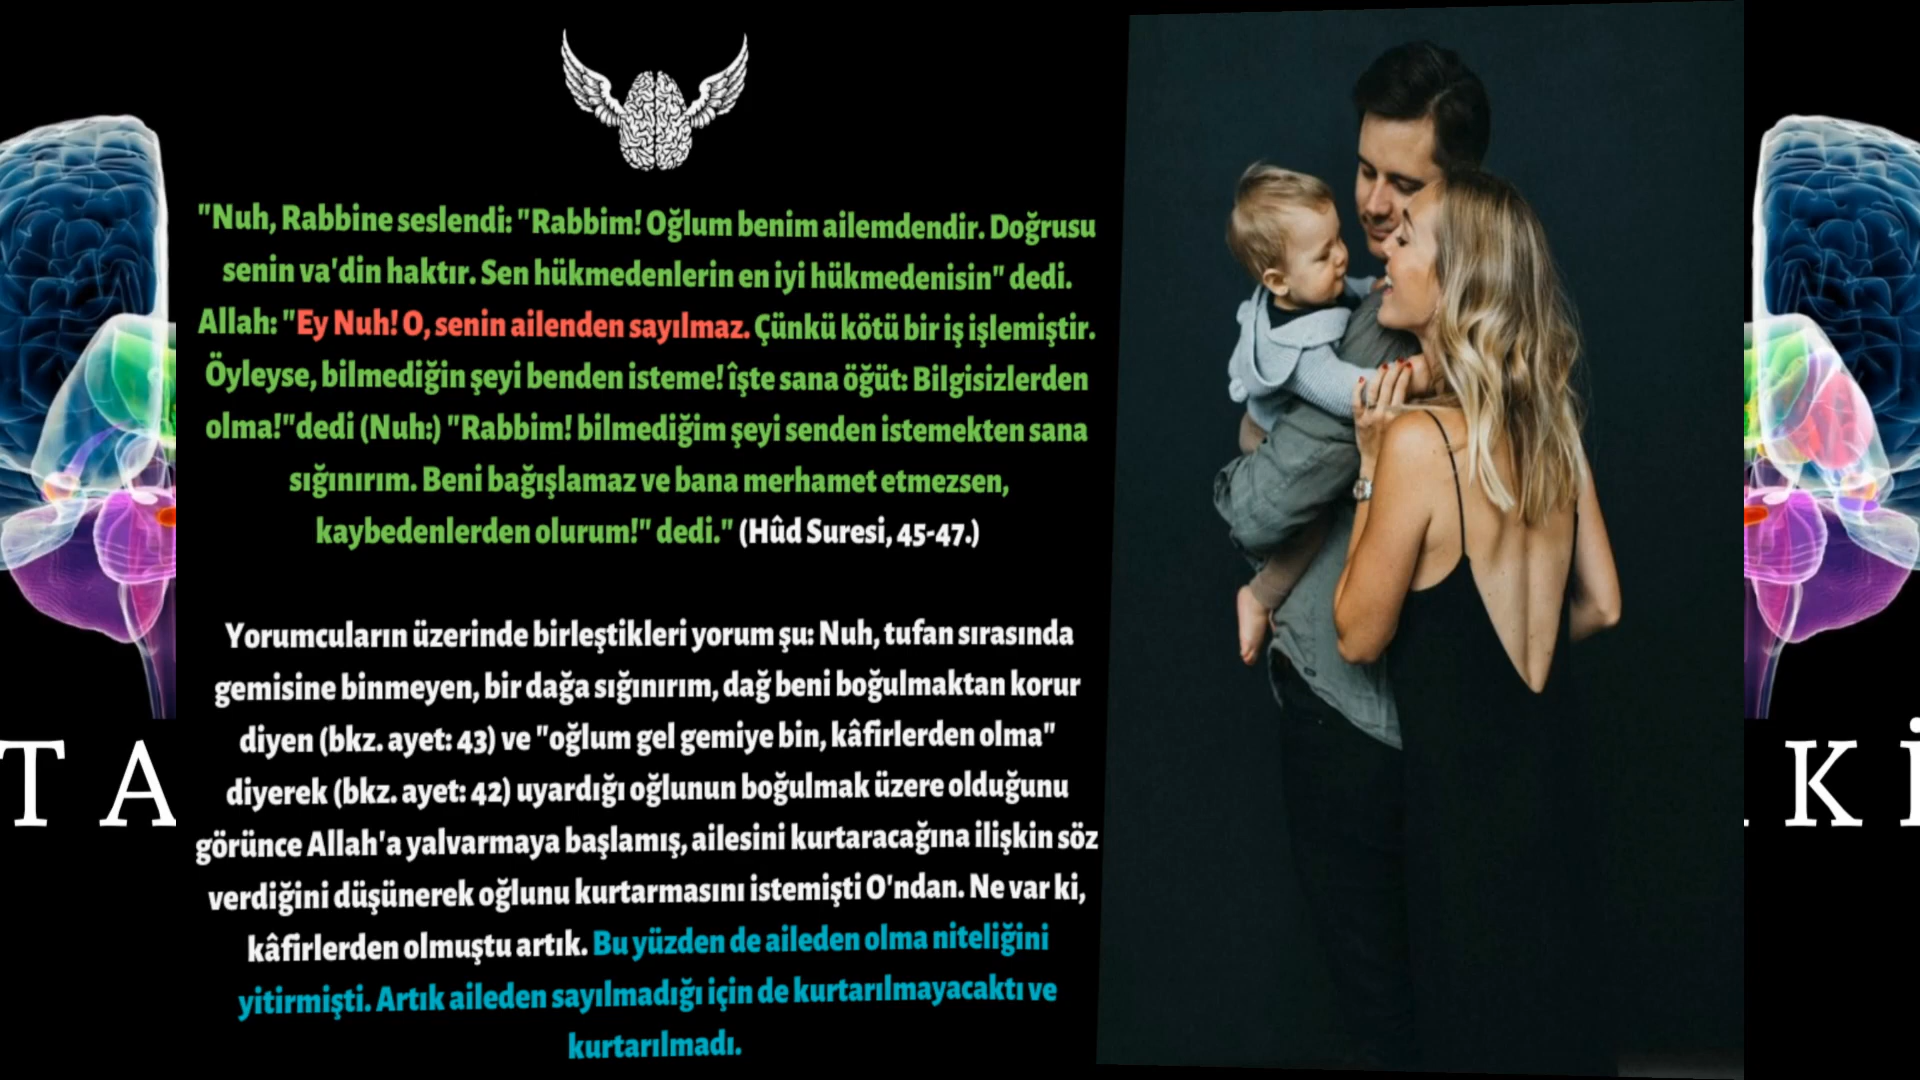 "Nuh, Rabbine seslendi: "Rabbim! Oğlum benim ailemdendir. Doğrusu
senin va'din haktır. Sen hükmedenlerin en iyi hükmedenisin" dedi.
Allah: "Ey Nuh! O, senin ailenden sayılmaz. Çünkü kötü bir iş işlemiştir.
Öyleyse, bilmediğin şeyi benden isteme! îşte sana öğüt: Bilgisizlerden
olma!"dedi (Nuh:) "Rabbim! bilmediğim şeyi senden istemekten sana
sığınırım. Beni bağışlamaz ve bana merhamet etmezsen,
kaybedenlerden olurum!" dedi." (Hûd Suresi, 45-47.)
Yorumcuların üzerinde birleştikleri yorum şu: Nuh, tufan sırasında
gemisine binmeyen, bir dağa sığınırım, dağ beni boğulmaktan korur
diyen (bkz. ayet: 43) ve "oğlum gel gemiye bin, kâfirlerden olma"
diyerek (bkz. ayet: 42) uyardığı oğlunun boğulmak üzere olduğunu
görünce Allah'a yalvarmaya başlamış, ailesini kurtaracağına ilişkin söz
verdiğini düşünerek oğlunu kurtarmasını istemişti O'ndan. Ne var ki,
kâfirlerden olmuştu artık. Bu yüzden de aileden olma niteliğini
yitirmişti. Artık aileden sayılmadığı için de kurtarılmayacaktı ve
kurtarılmadı.
TA
Kİ